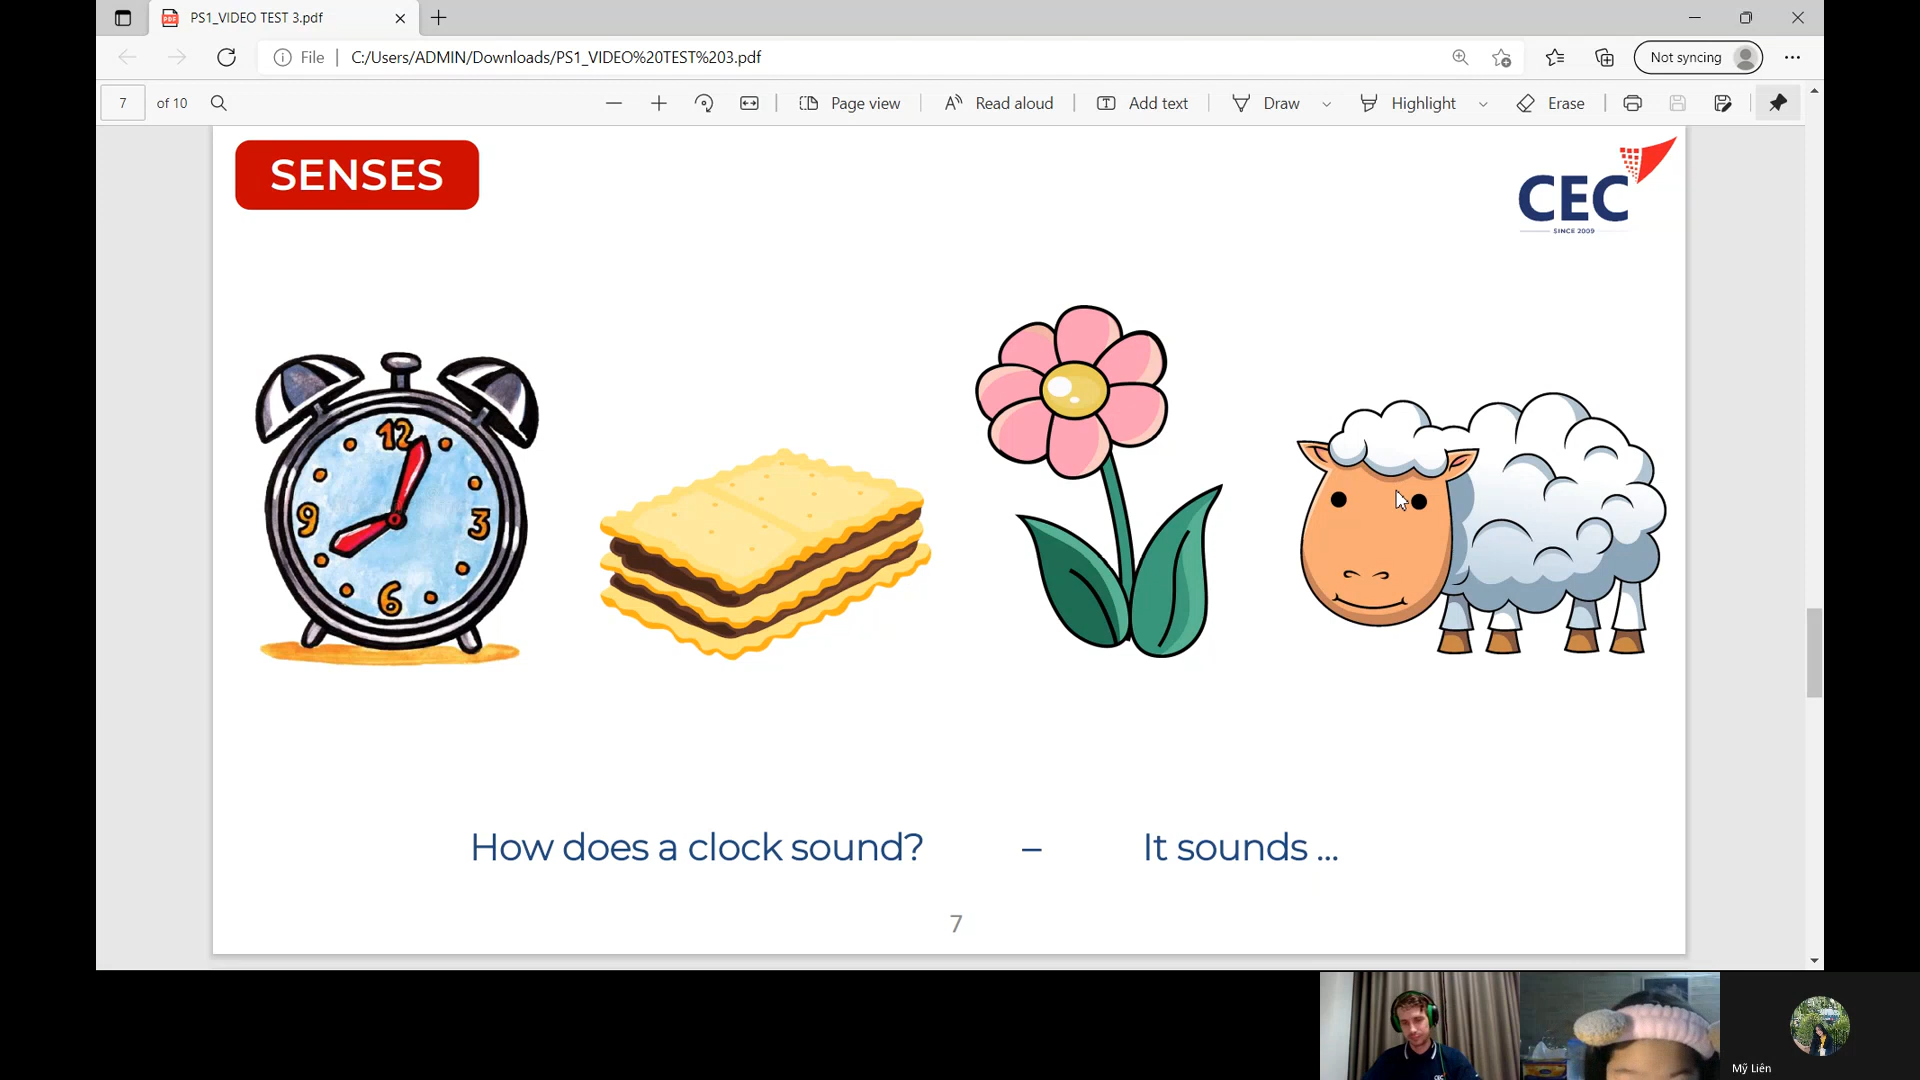 PS1_VIDEO TEST 3.pdf
File
C:/Users/ADMIN/Downloads/PS1_VIDEO%20TEST%203.pdf
Not syncing
7 of 10
Page view
Read aloud
Add text
Draw
Highlight
Erase
SENSES
CEC
SINCE 2009
12
9
3
6
How does a clock sound? – It sounds ...
7
Mỹ Liên